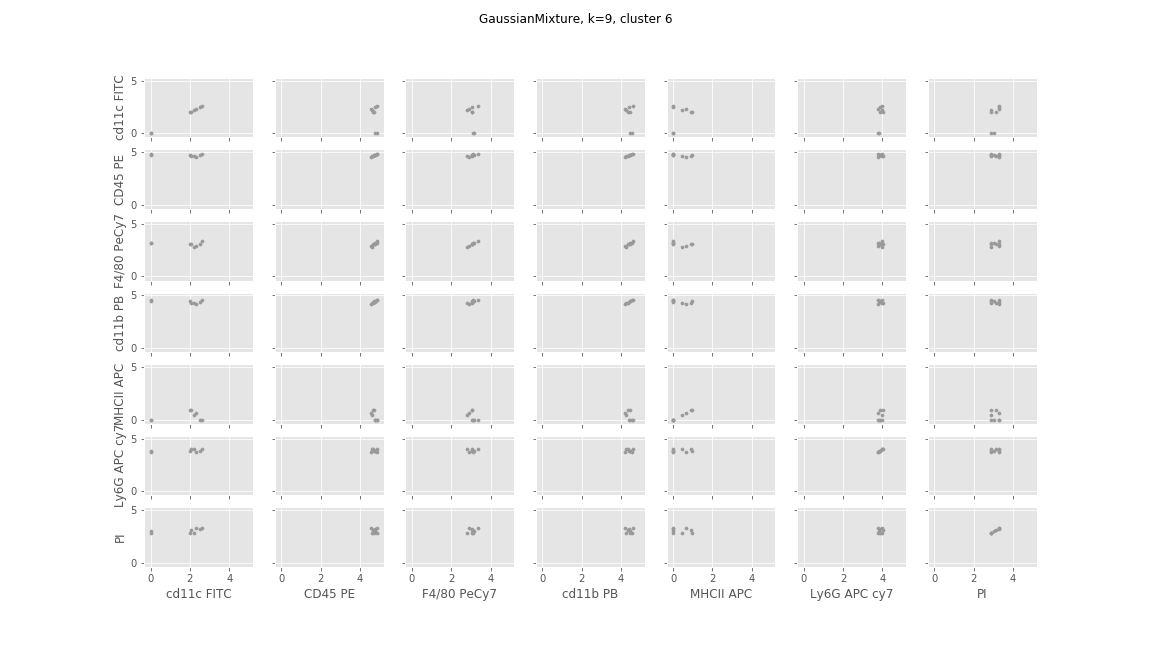 GaussianMixture, k=9, cluster 6
cd11c FITC
5
0
CD45 PE
5
0
F4/80 PeCy7
5
0
cd11b PB
5
0
MHCII APC
5
0
Ly6G APC cy7
5
0
PI
5
0
0 2 4 0 2 4 0 2 4 0 2 4 0 2 4 0 2 4 0 2 4
cd11c FITC CD45 PE F4/80 PeCy7 cd11b PB MHCII APC Ly6G APC cy7 PI